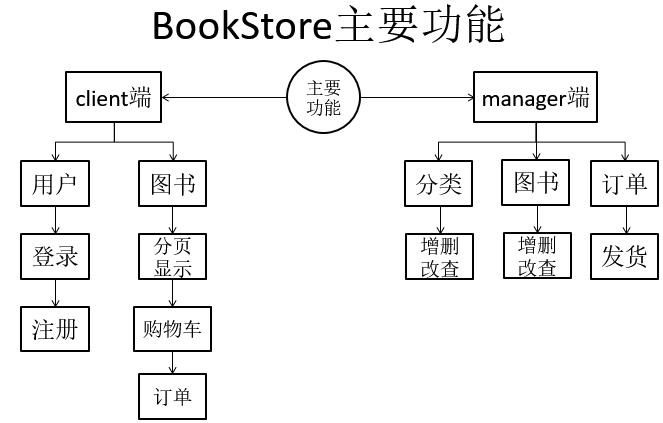 BookStore主要功能
主要
功能
client端
manager端
用户
图书
分类
图书
订单
登录
分页
显示
增删
改查
增删
改查
发货
注册
购物车
订单